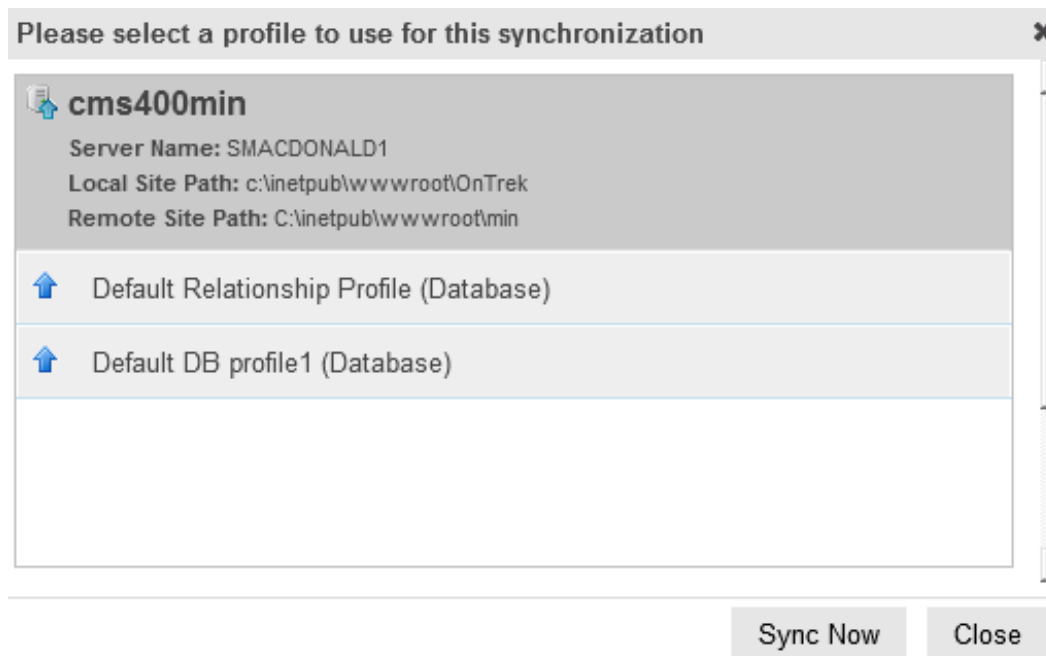 Please select a profile to use for this synchronization
cms400min
Server Name: SMACDONALD1
Local Site Path: c:\inetpub\wwwroot\OnTrek
Remote Site Path: C:\inetpub\wwwroot\min
Default Relationship Profile (Database)
Default DB profile1 (Database)
Sync Now Close